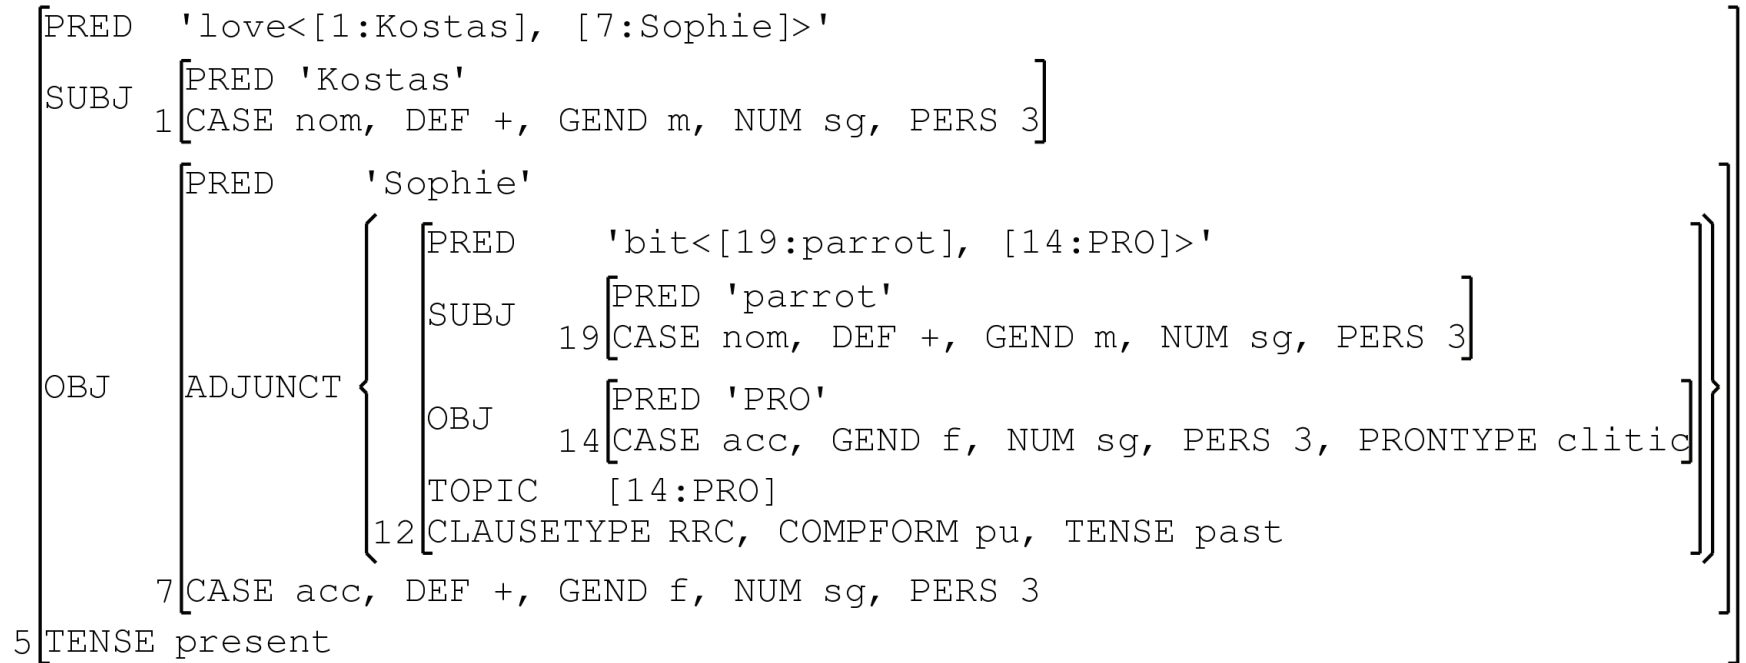 PRED 'love<[1:Kostas], [7:Sophie]>'
PRED 'Kostas'
SUBJ
1 CASE nom, DEF +, GEND m, NUM sg, PERS 3
PRED 'Sophie'
PRED 'bit<[19:parrot], [14:PRO]>'
PRED 'parrot'
SUBJ
19 CASE nom, DEF +, GEND m, NUM sg, PERS 3
OBJ ADJUNCT
PRED 'PRO'
OBJ
14 CASE acc, GEND f, NUM sg, PERS 3, PRONTYPE clitic
TOPIC [14:PRO]
12 CLAUSETYPE RRC, COMPFORM pu, TENSE past
7 CASE acc, DEF +, GEND f, NUM sg, PERS 3
5 TENSE present